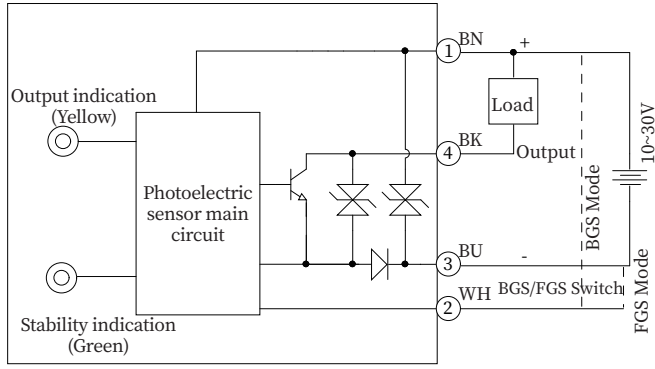 Output indication
(Yellow)
Photoelectric
sensor main
circuit
Stability indication
(Green)
1 BN +
Load
4 BK
Output
3 BU -
2 WH BGS/FGS Switch
BGS Mode
10~30V
FGS Mode